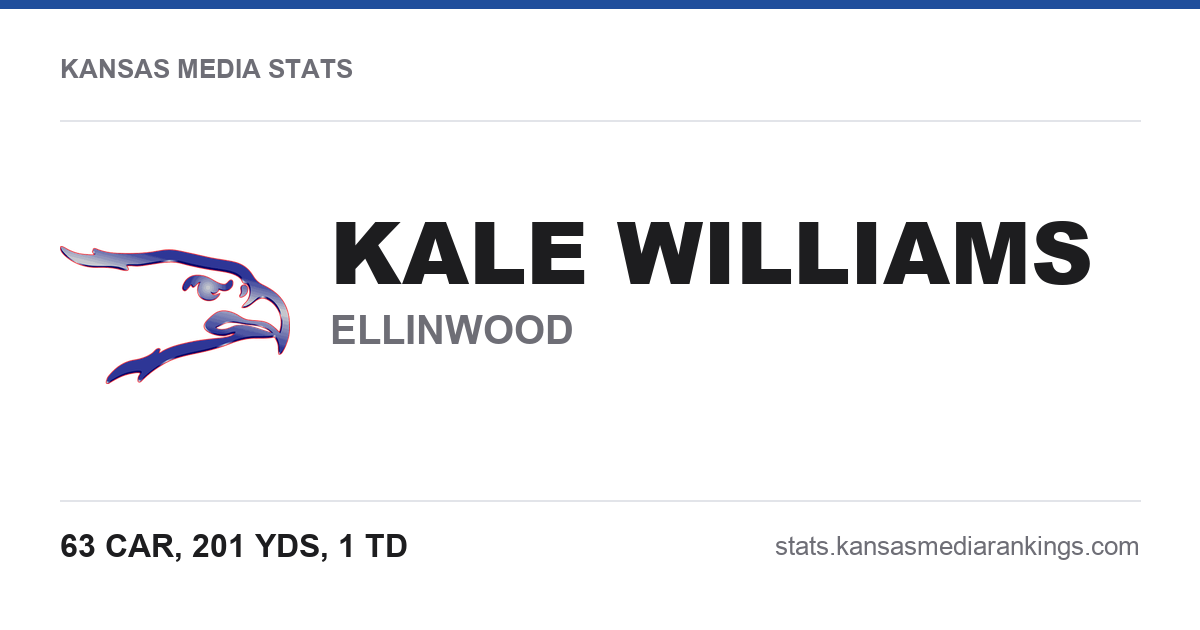 KANSAS MEDIA STATS
KALE WILLIAMS
ELLINWOOD
63 CAR, 201 YDS, 1 TD
stats.kansasmediarankings.com